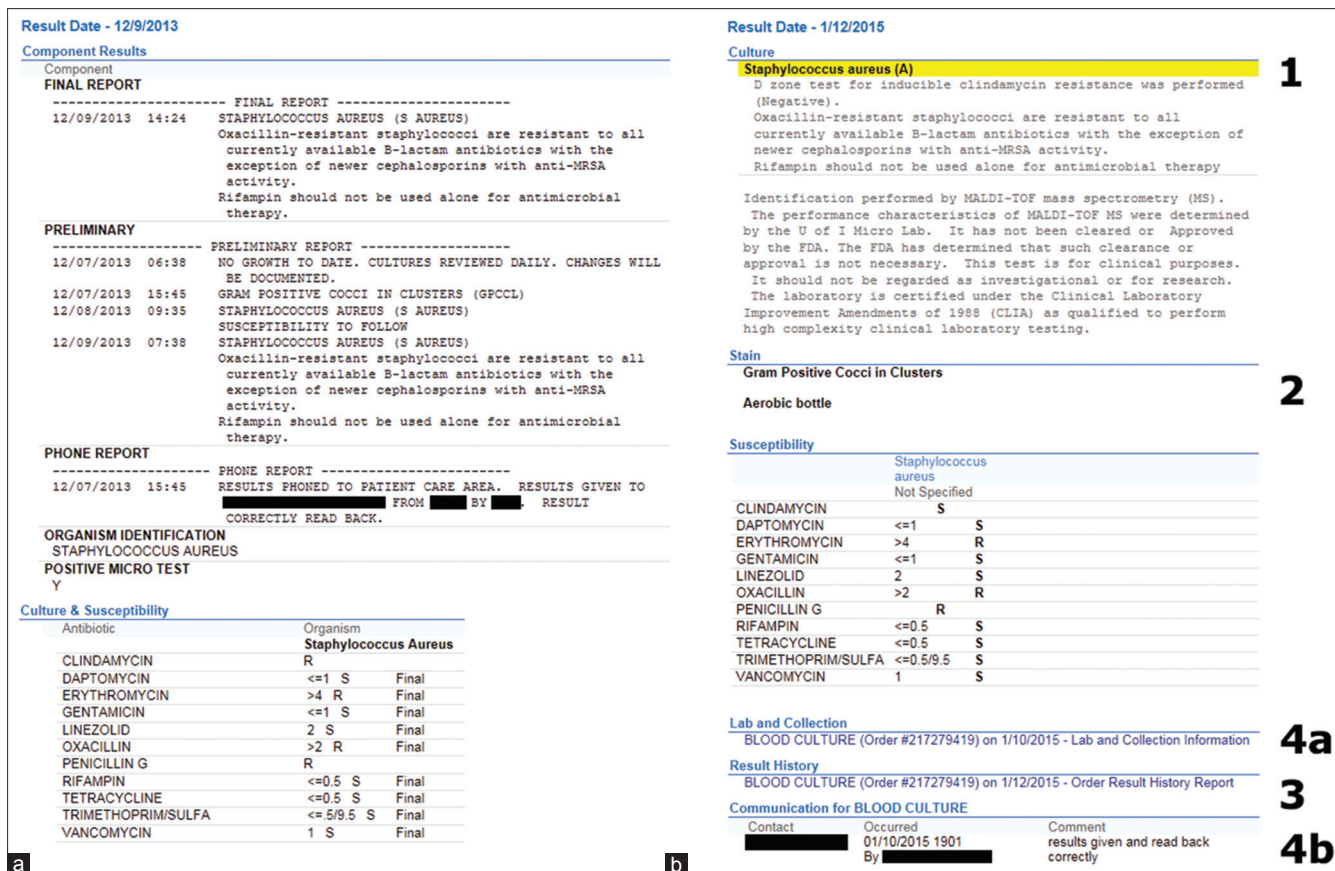 Result Date - 12/9/2013
Component Results
Component
FINAL REPORT
---------------------- FINAL REPORT ----------------------
12/09/2013 14:24 STAPHYLOCOCCUS AUREUS (S AUREUS)
Oxacillin-resistant staphylococci are resistant to all
currently available B-lactam antibiotics with the
exception of newer cephalosporins with anti-MRSA
activity.
Rifampin should not be used alone for antimicrobial
therapy.
PRELIMINARY
------------------- PRELIMINARY REPORT -------------------
12/07/2013 06:38 NO GROWTH TO DATE. CULTURES REVIEWED DAILY. CHANGES WILL
BE DOCUMENTED.
12/07/2013 15:45 GRAM POSITIVE COCCI IN CLUSTERS (GPCCL)
12/08/2013 09:35 STAPHYLOCOCCUS AUREUS (S AUREUS)
SUSCEPTIBILITY TO FOLLOW
12/09/2013 07:38 STAPHYLOCOCCUS AUREUS (S AUREUS)
Oxacillin-resistant staphylococci are resistant to all
currently available B-lactam antibiotics with the
exception of newer cephalosporins with anti-MRSA
activity.
Rifampin should not be used alone for antimicrobial
therapy.
PHONE REPORT
-------------------- PHONE REPORT ------------------------
12/07/2013 15:45 RESULTS PHONED TO PATIENT CARE AREA. RESULTS GIVEN TO
FROM BY . RESULT
CORRECTLY READ BACK.
ORGANISM IDENTIFICATION
STAPHYLOCOCCUS AUREUS
POSITIVE MICRO TEST
Y
Culture & Susceptibility
Antibiotic Organism
Staphylococcus Aureus
CLINDAMYCIN R
DAPTOMYCIN <=1 S Final
ERYTHROMYCIN >4 R Final
GENTAMICIN <=1 S Final
LINEZOLID 2 S Final
OXACILLIN >2 R Final
PENICILLIN G R
RIFAMPIN <=0.5 S Final
TETRACYCLINE <=0.5 S Final
TRIMETHOPRIM/SULFA <=.5/9.5 S Final
VANCOMYCIN 1 S Final
a
Result Date - 1/12/2015
Culture
Staphylococcus aureus (A)
1
D zone test for inducible clindamycin resistance was performed
(Negative).
Oxacillin-resistant staphylococci are resistant to all
currently available B-lactam antibiotics with the exception of
newer cephalosporins with anti-MRSA activity.
Rifampin should not be used alone for antimicrobial therapy
Identification performed by MALDI-TOF mass spectrometry (MS).
The performance characteristics of MALDI-TOF MS were determined
by the U of I Micro Lab. It has not been cleared or Approved
by the FDA. The FDA has determined that such clearance or
approval is not necessary. This test is for clinical purposes.
It should not be regarded as investigational or for research.
The laboratory is certified under the Clinical Laboratory
Improvement Amendments of 1988 (CLIA) as qualified to perform
high complexity clinical laboratory testing.
Stain
Gram Positive Cocci in Clusters
2
Aerobic bottle
Susceptibility
Staphylococcus
aureus
Not Specified
CLINDAMYCIN S
DAPTOMYCIN <=1 S
ERYTHROMYCIN >4 R
GENTAMICIN <=1 S
LINEZOLID 2 S
OXACILLIN >2 R
PENICILLIN G R
RIFAMPIN <=0.5 S
TETRACYCLINE <=0.5 S
TRIMETHOPRIM/SULFA <=0.5/9.5 S
VANCOMYCIN 1 S
Lab and Collection
BLOOD CULTURE (Order #217279419) on 1/10/2015 - Lab and Collection Information
4a
Result History
BLOOD CULTURE (Order #217279419) on 1/12/2015 - Order Result History Report
3
Communication for BLOOD CULTURE
Contact Occurred Comment
01/10/2015 1901 results given and read back
By correctly
4b
b